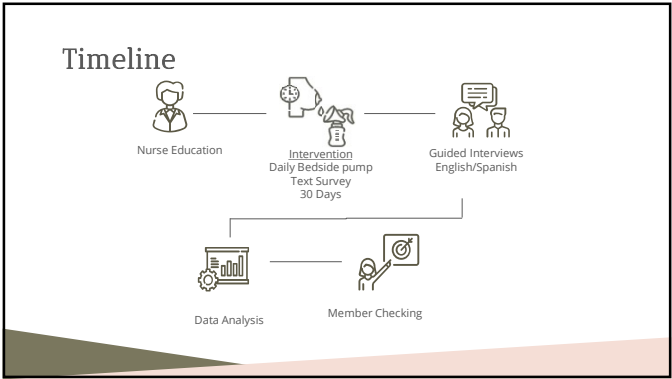 Timeline
Nurse Education
Intervention
Daily Bedside pump
Text Survey
30 Days
Guided Interviews
English/Spanish
Data Analysis
Member Checking